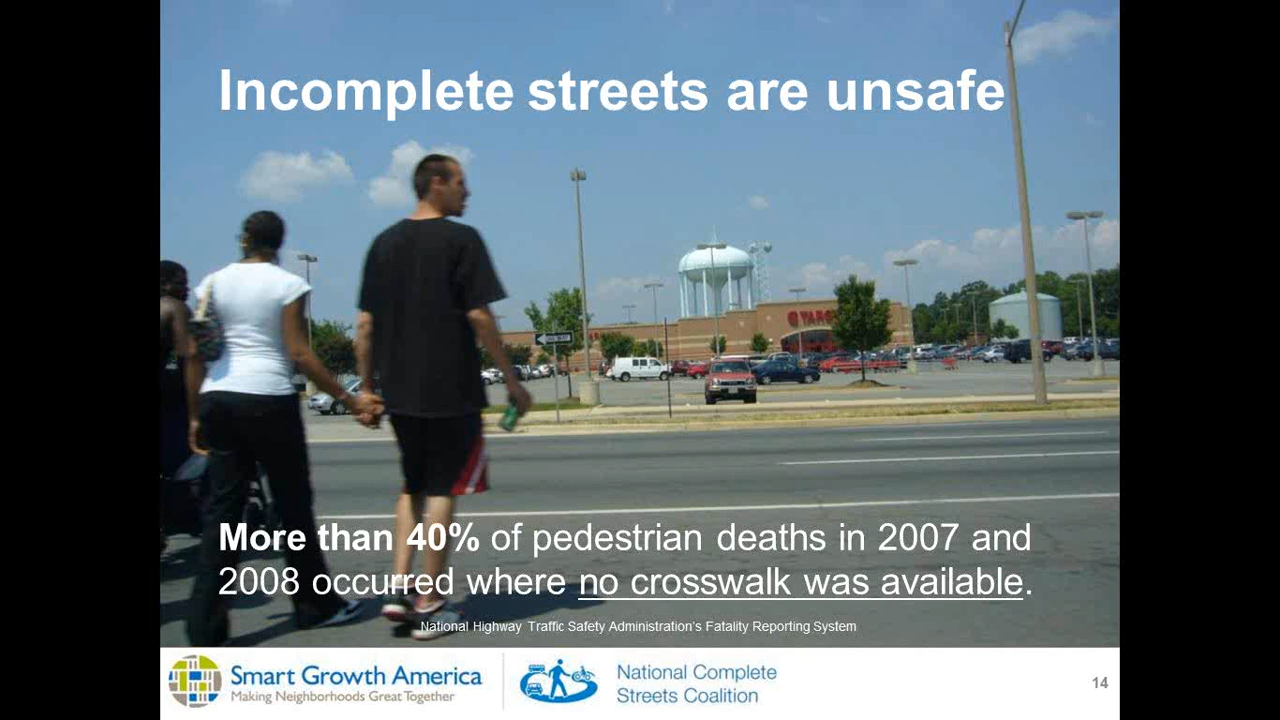 Incomplete streets are unsafe
More than 40% of pedestrian deaths in 2007 and
2008 occurred where no crosswalk was available.
National Highway Traffic Safety Administration's Fatality Reporting System
Smart Growth America
Making Neighborhoods Great Together
National Complete
Streets Coalition
14